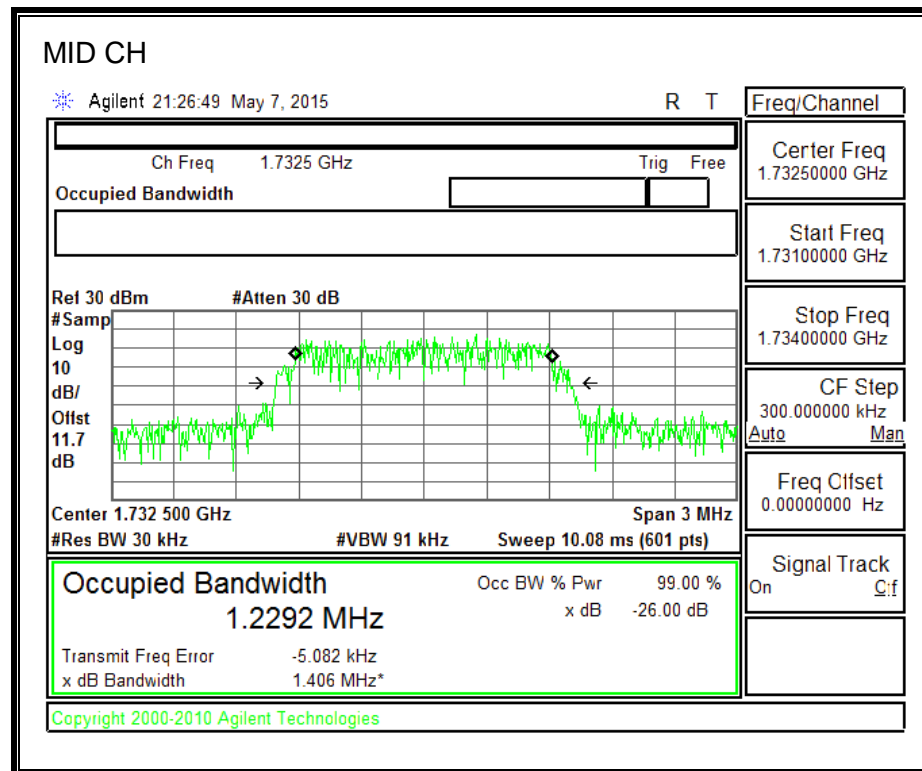 MID CH
Agilent 21:26:49 May 7, 2015 R T
Freq/Channel
Ch Freq 1.7325 GHz Trig Free
Occupied Bandwidth
Center Freq
1.73250000 GHz
Start Freq
1.73100000 GHz
Stop Freq
1.73400000 GHz
CF Step
300.000000 kHz
Auto Man
Freq Offset
0.00000000 Hz
Signal Track
On Off
Ref 30 dBm #Atten 30 dB
#Samp
Log
10
dB/
Offst
11.7
dB
Center 1.732 500 GHz Span 3 MHz
#Res BW 30 kHz #VBW 91 kHz Sweep 10.08 ms (601 pts)
Occupied Bandwidth Occ BW % Pwr 99.00 %
1.2292 MHz x dB -26.00 dB
Transmit Freq Error -5.082 kHz
x dB Bandwidth 1.406 MHz*
Copyright 2000-2010 Agilent Technologies